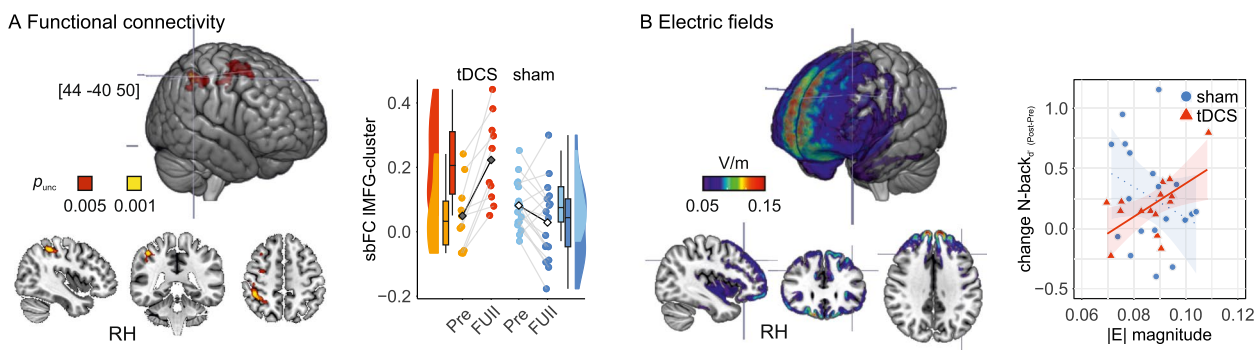 A Functional connectivity
[44 -40 50]
p unc
0.005 0.001
RH
tDCS sham
sbFC lMFG-cluster
0.4
0.2
0.0
−0.2
Pre
FUII
Pre
FUII
B Electric fields
V/m
0.05 0.15
RH
sham
tDCS
change N-back d' (Post-Pre)
1.0
0.5
0.0
−0.5
0.06 0.08 0.10 0.12
|E| magnitude